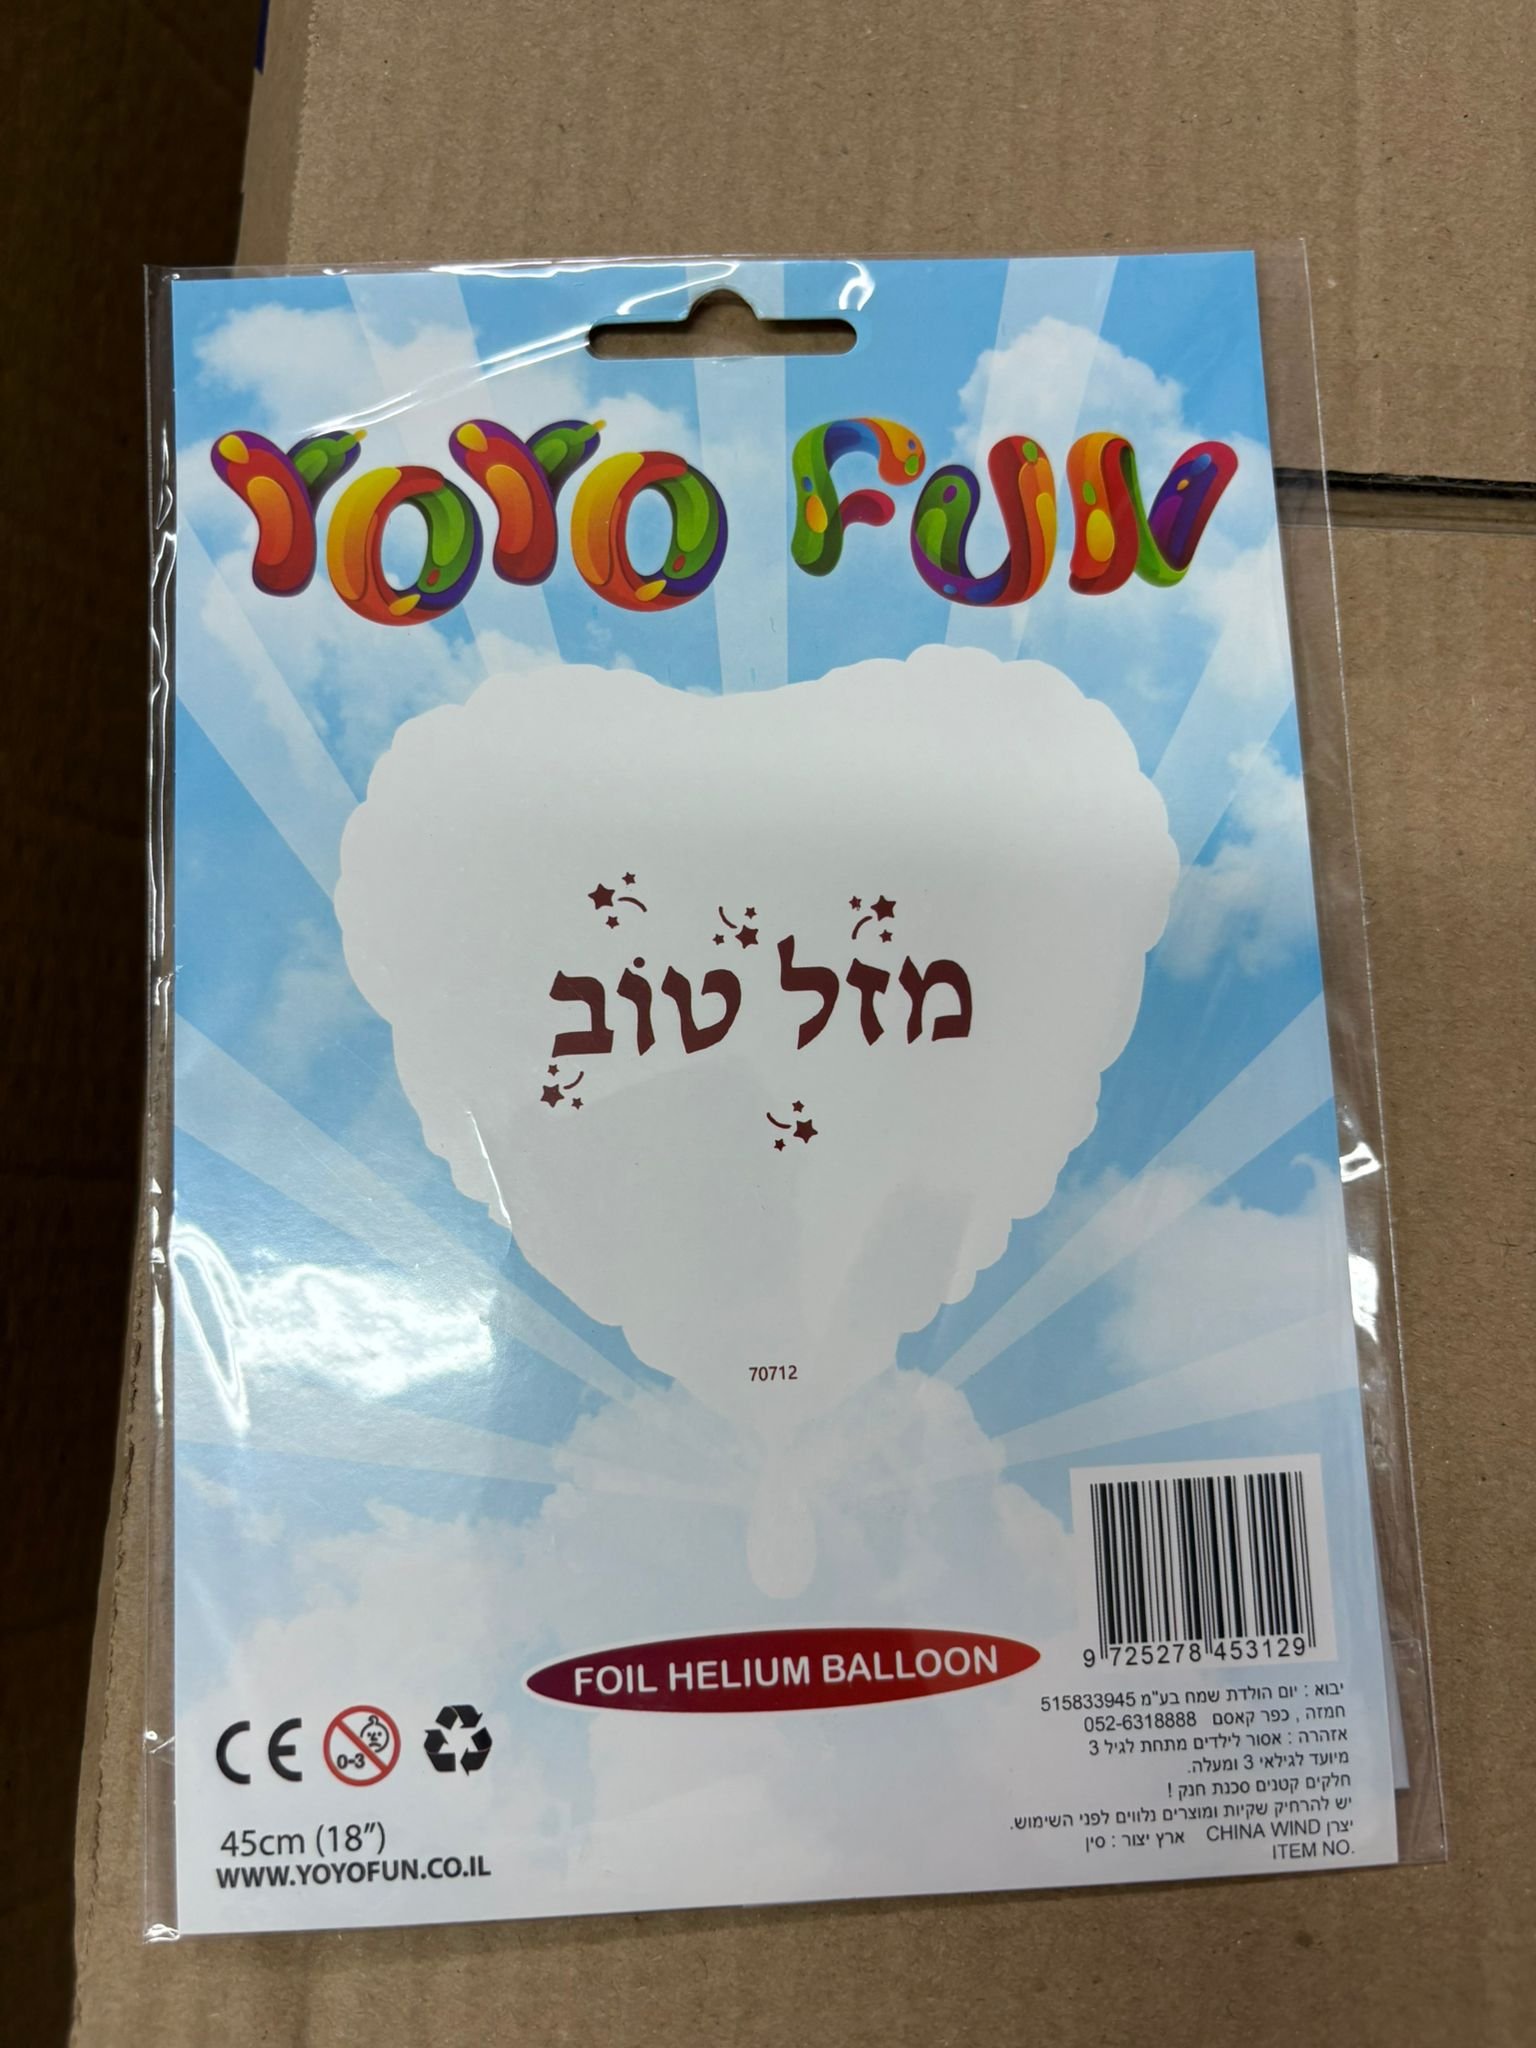 YOYO FUN
מזל טוב
70712
FOIL HELIUM BALLOON
9 725278 453129
יבוא : יום הולדת שמח בע"מ 515833945
חמזה , כפר קאסם 052-6318888
אזהרה : אסור לילדים מתחת לגיל 3
מיועד לגילאי 3 ומעלה.
חלקים קטנים סכנת חנק !
יש להרחיק שקיות ומוצרים נלווים לפני השימוש.
יצרן CHINA WIND ארץ יצור : סין
ITEM NO.
CE
0-3
45cm (18")
WWW.YOYOFUN.CO.IL